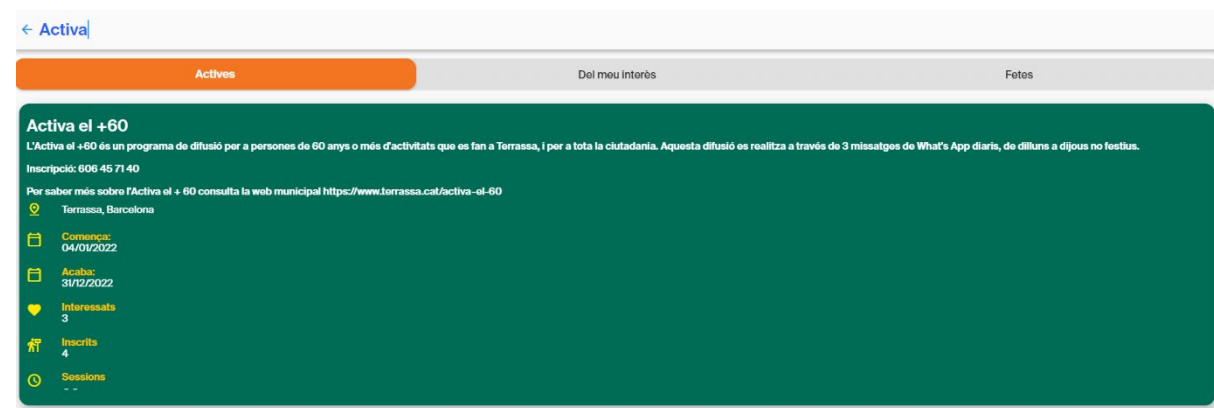 ← Activa
Actives
Del meu interès
Fetes
Activa el +60
L'Activa el +60 és un programa de difusió per a persones de 60 anys o més d'activitats que es fan a Terrassa, i per a tota la ciutadania. Aquesta difusió es realitza a través de 3 missatges de What's App diaris, de dilluns a dijous no festius.
Inscripció: 606 45 71 40
Per saber més sobre l'Activa el + 60 consulta la web municipal https://www.terrassa.cat/activa-el-60
Terrassa, Barcelona
Comença:
04/01/2022
Acaba:
31/12/2022
Interessats
3
Inscrits
4
Sessions
- -